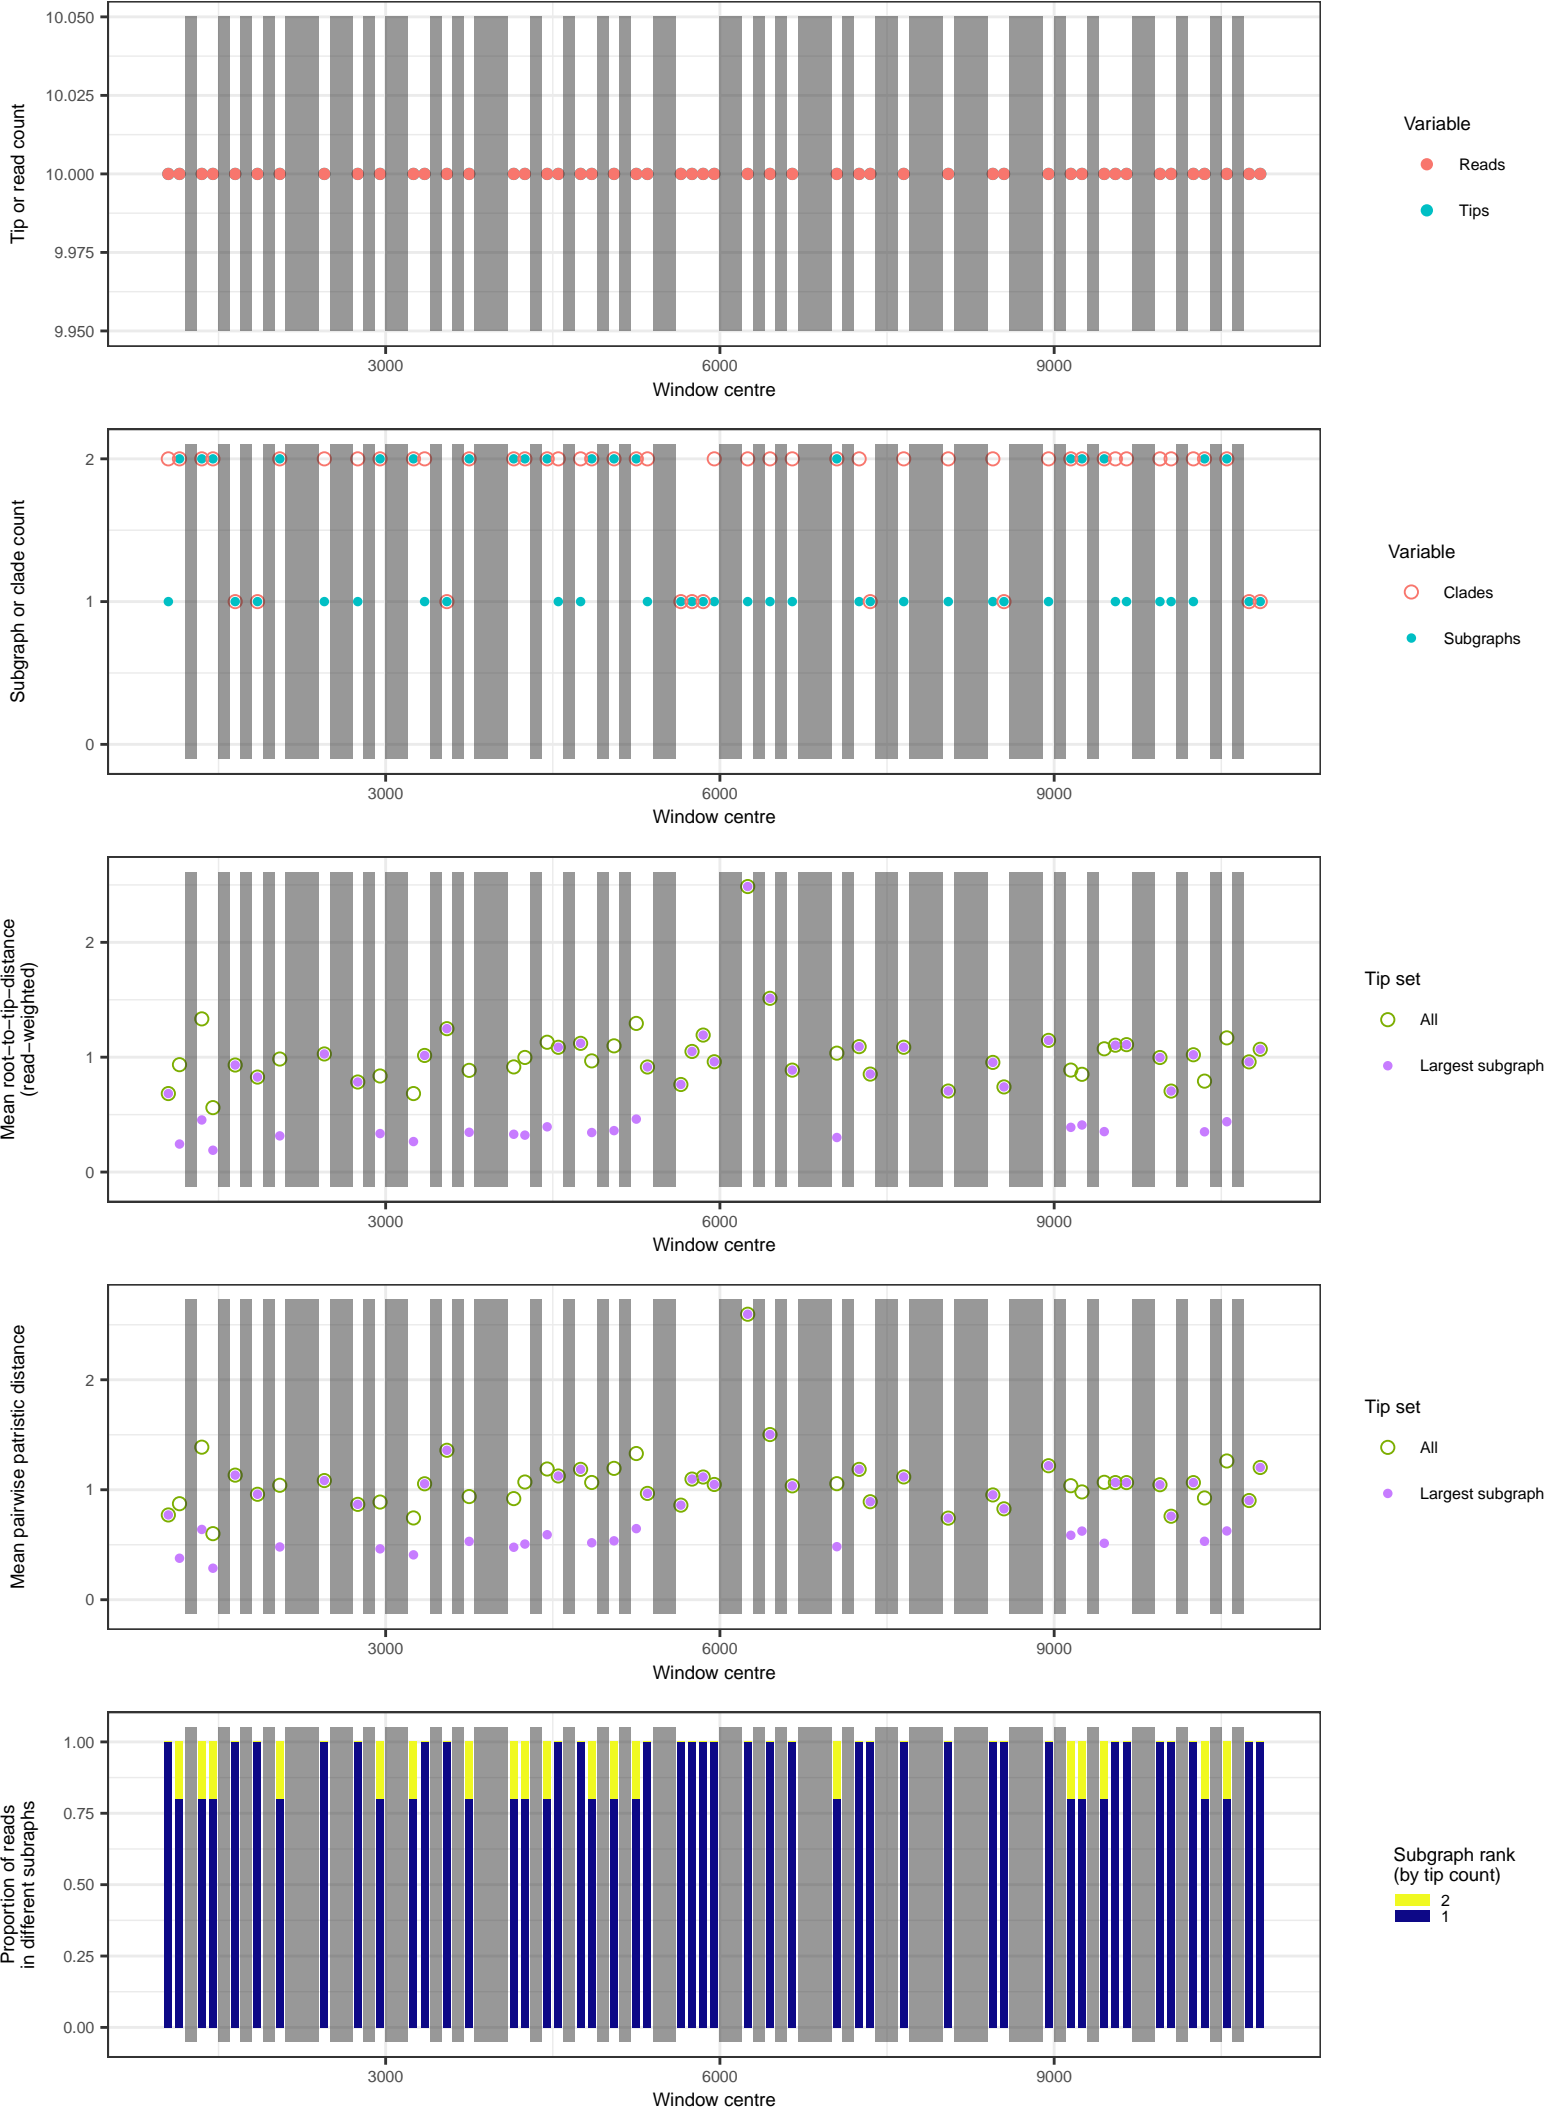 10.050
10.025
10.000
9.975
9.950
Tip or read count
3000
6000
9000
Window centre
Variable
Reads
Tips
2
1
0
Subgraph or clade count
3000
6000
9000
Window centre
Variable
Clades
Subgraphs
2
1
0
Mean root−to−tip−distance
(read−weighted)
3000
6000
9000
Window centre
Tip set
All
Largest subgraph
2
1
0
Mean pairwise patristic distance
3000
6000
9000
Window centre
Tip set
All
Largest subgraph
1.00
0.75
0.50
0.25
0.00
Proportion of reads
in different subraphs
3000
6000
9000
Window centre
Subgraph rank
(by tip count)
2
1